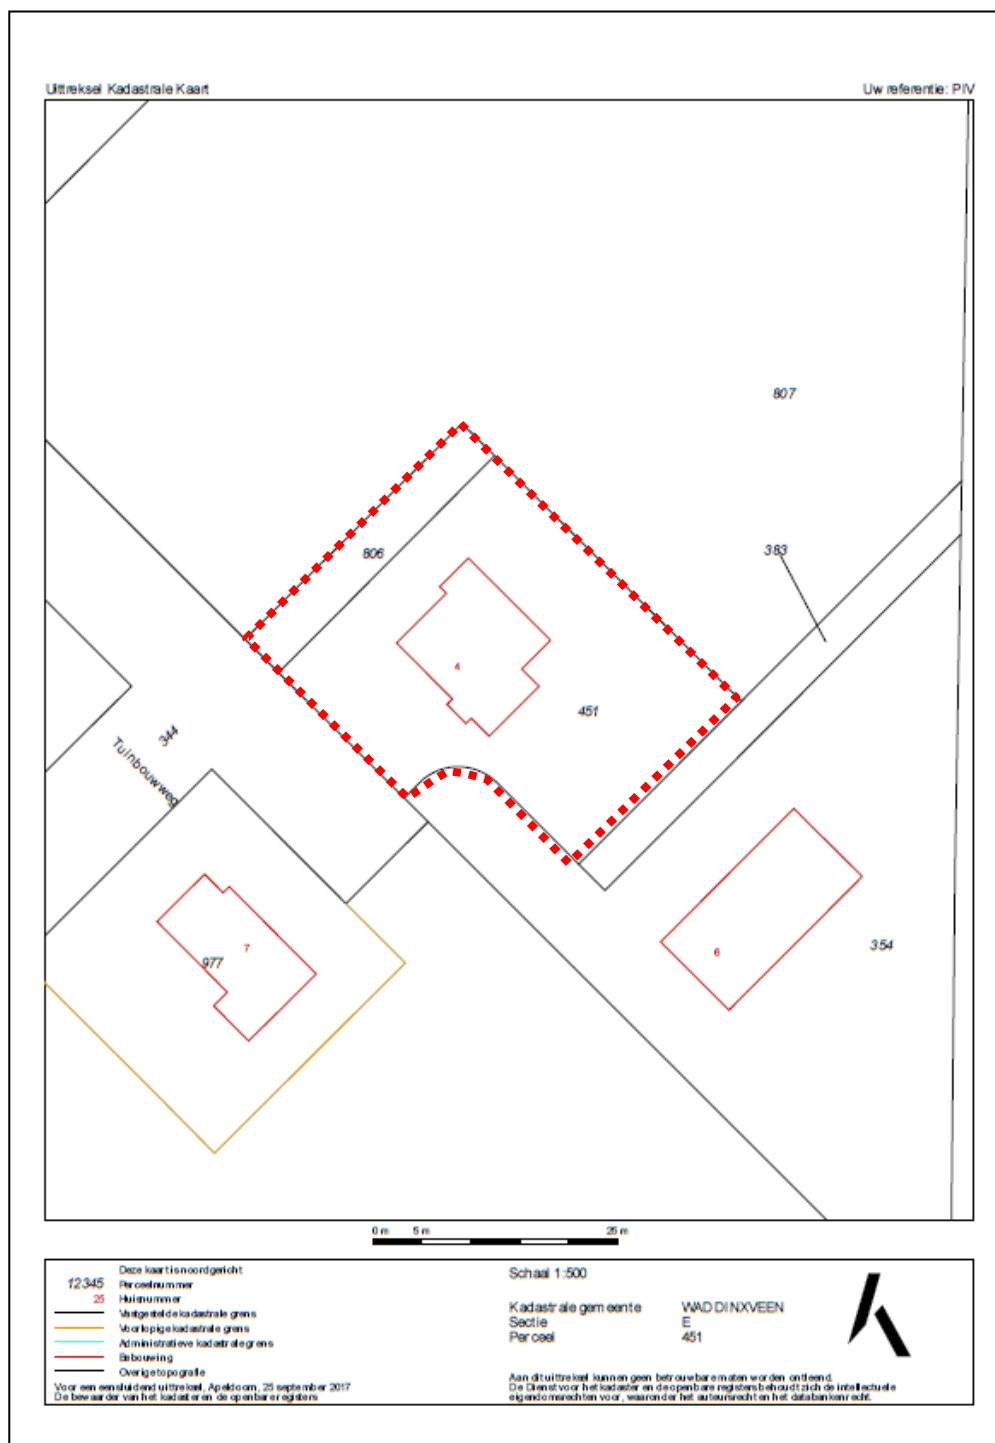 Uittreksel Kadastrale Kaart
Uw referentie: PIV
807
383
806
4
451
344
Tuinbouwweg
7
977
6
354
0 m 5 m 25 m
Deze kaart is noordgericht
12345 Perceelnummer
25 Huisnummer
Vastgestelde kadastrale grens
Voorlopige kadastrale grens
Administratieve kadastrale grens
Bebouwing
Overige topografie
Voor een eensluidend uittreksel, Apeldoorn, 25 september 2017
De bewaarder van het kadaster en de openbare registers
Schaal 1:500
Kadastrale gemeente WADDINXVEEN
Sectie E
Perceel 451
Aan dit uittreksel kunnen geen betrouwbare maten worden ontleend.
De Dienst voor het kadaster en de openbare registers behoudt zich de intellectuele
eigendomsrechten voor, waaronder het auteursrecht en het databankenrecht.